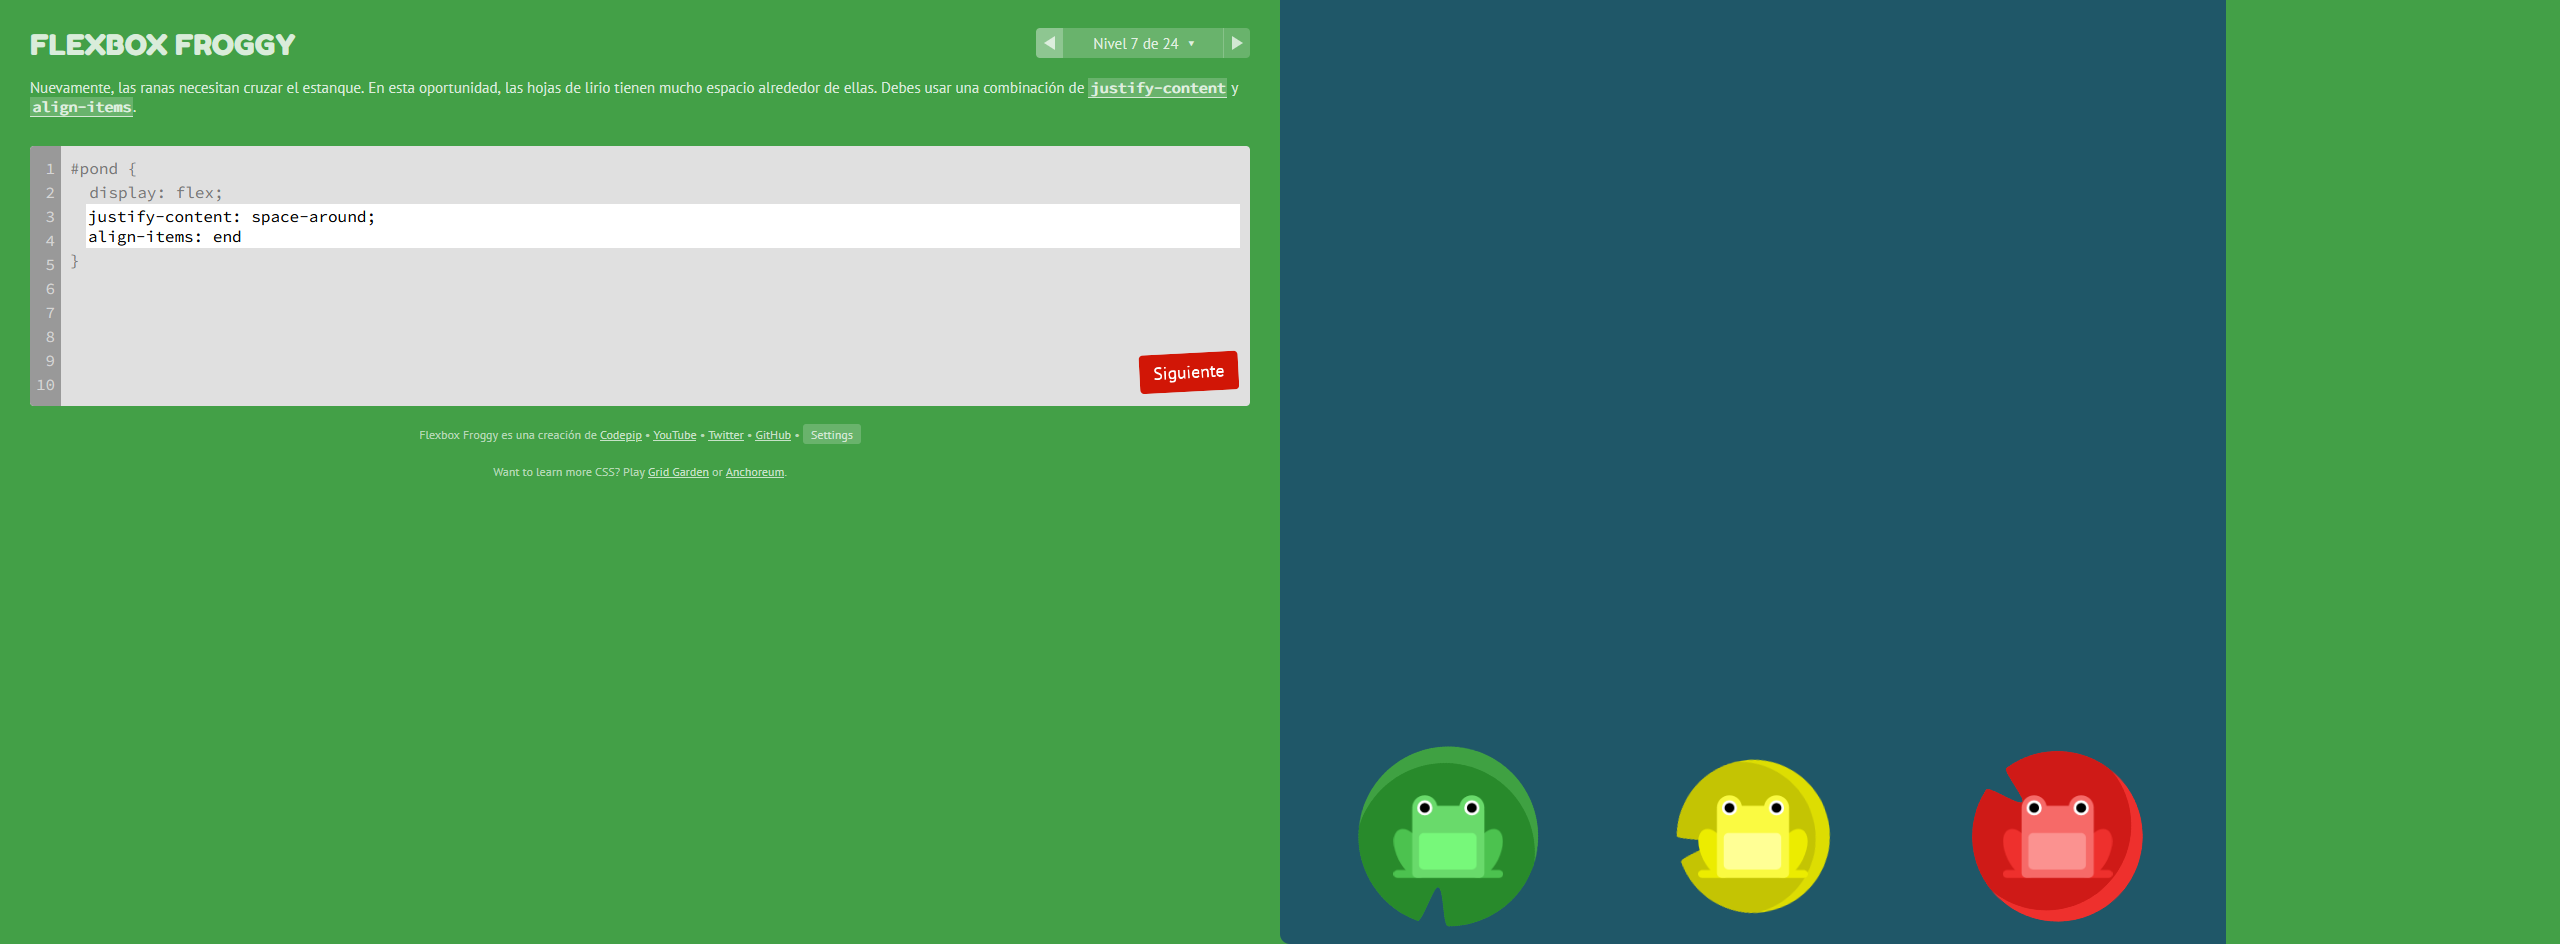 FLEXBOX FROGGY
◀ Nivel 7 de 24 ▾ ▶
Nuevamente, las ranas necesitan cruzar el estanque. En esta oportunidad, las hojas de lirio tienen mucho espacio alrededor de ellas. Debes usar una combinación de justify-content y
align-items.
1 #pond {
2 display: flex;
3 justify-content: space-around;
4 align-items: end
5 }
6
7
8
9
10
Siguiente
Flexbox Froggy es una creación de Codepip • YouTube • Twitter • GitHub • Settings
Want to learn more CSS? Play Grid Garden or Anchoreum.